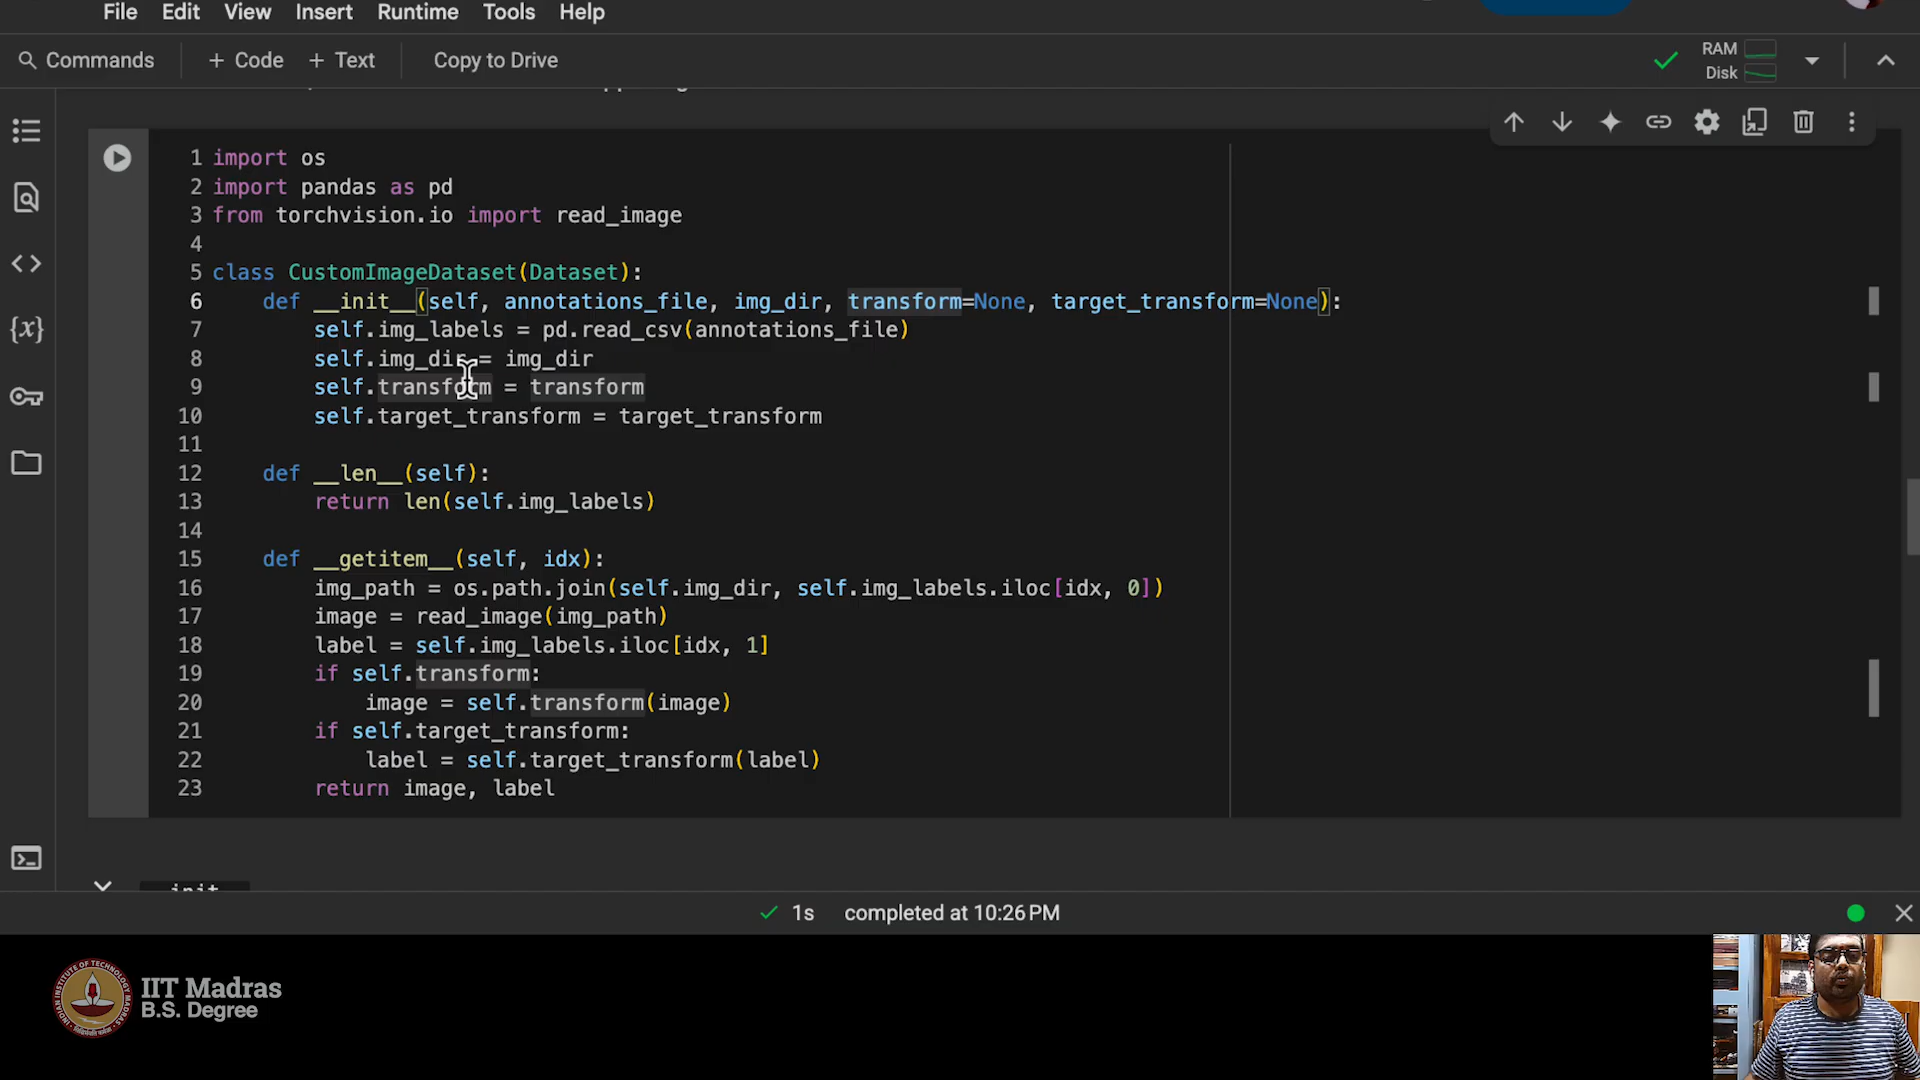 File Edit View Insert Runtime Tools Help
Commands + Code + Text Copy to Drive RAM
Disk
1 import os
2 import pandas as pd
3 from torchvision.io import read_image
4
5 class CustomImageDataset(Dataset):
6     def __init__(self, annotations_file, img_dir, transform=None, target_transform=None):
7         self.img_labels = pd.read_csv(annotations_file)
8         self.img_dir = img_dir
9         self.transform = transform
10         self.target_transform = target_transform
11
12     def __len__(self):
13         return len(self.img_labels)
14
15     def __getitem__(self, idx):
16         img_path = os.path.join(self.img_dir, self.img_labels.iloc[idx, 0])
17         image = read_image(img_path)
18         label = self.img_labels.iloc[idx, 1]
19         if self.transform:
20             image = self.transform(image)
21         if self.target_transform:
22             label = self.target_transform(label)
23         return image, label
init
1s completed at 10:26 PM
IIT Madras
B.S. Degree